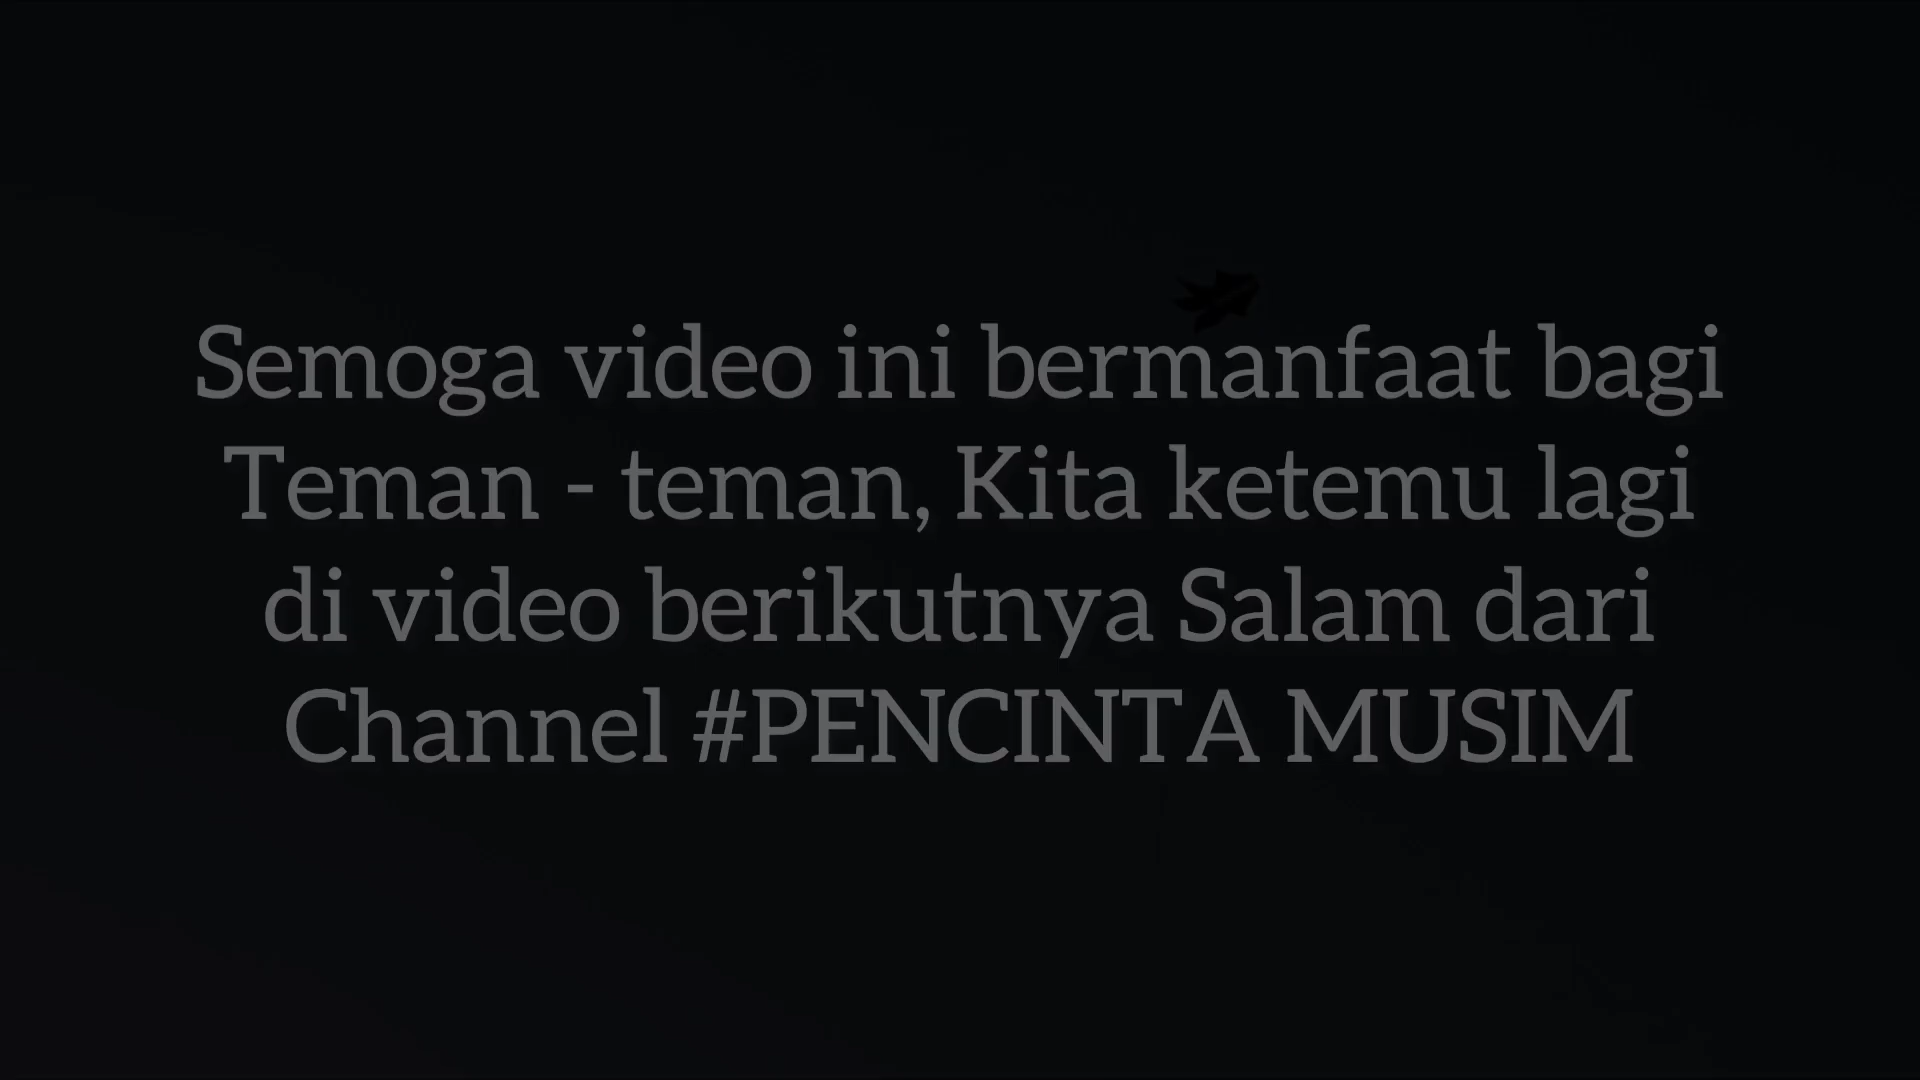 Semoga video ini bermanfaat bagi
Teman - teman, Kita ketemu lagi
di video berikutnya Salam dari
Channel #PENCINTA MUSIM